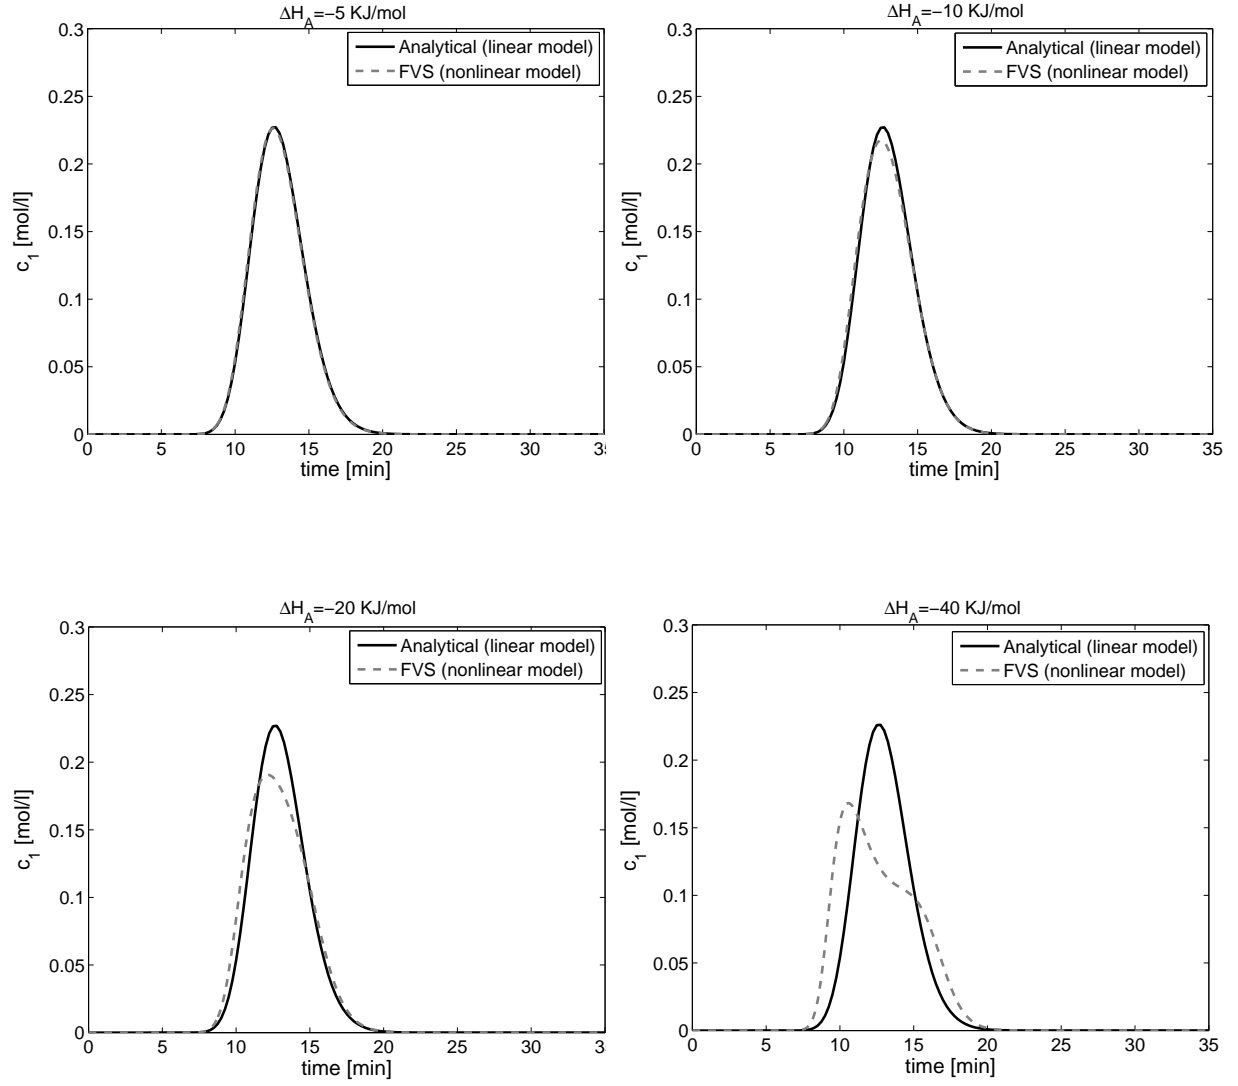 ΔH_A=−5 KJ/mol
0.3
0.25
0.2
0.15
0.1
0.05
0
c_1 [mol/l]
Analytical (linear model)
FVS (nonlinear model)
0 5 10 15 20 25 30 35
time [min]
ΔH_A=−10 KJ/mol
0.3
0.25
0.2
0.15
0.1
0.05
0
c_1 [mol/l]
Analytical (linear model)
FVS (nonlinear model)
0 5 10 15 20 25 30 35
time [min]
ΔH_A=−20 KJ/mol
0.3
0.25
0.2
0.15
0.1
0.05
0
c_1 [mol/l]
Analytical (linear model)
FVS (nonlinear model)
0 5 10 15 20 25 30 3
time [min]
ΔH_A=−40 KJ/mol
0.3
0.25
0.2
0.15
0.1
0.05
0
c_1 [mol/l]
Analytical (linear model)
FVS (nonlinear model)
0 5 10 15 20 25 30 35
time [min]